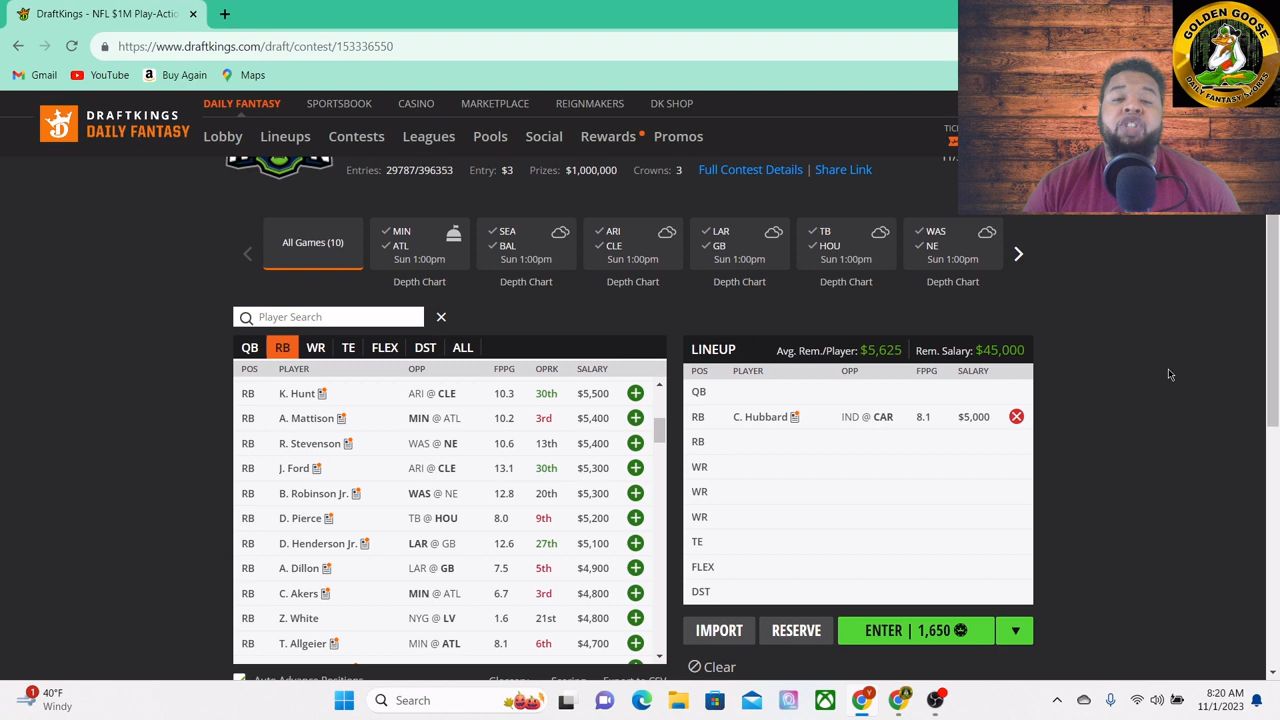 DraftKings - NFL $1M Play-Actio
https://www.draftkings.com/draft/contest/153336550
Gmail YouTube Buy Again Maps
GOLDEN GOOSE
DAILY FANTASY SPORTS
DRAFTKINGS
DAILY FANTASY
DAILY FANTASY SPORTSBOOK CASINO MARKETPLACE REIGNMAKERS DK SHOP
Lobby Lineups Contests Leagues Pools Social Rewards Promos
Entries: 29787/396353 Entry: $3 Prizes: $1,000,000 Crowns: 3 Full Contest Details | Share Link
All Games (10)
MIN
ATL
Sun 1:00pm
Depth Chart
SEA
BAL
Sun 1:00pm
Depth Chart
ARI
CLE
Sun 1:00pm
Depth Chart
LAR
GB
Sun 1:00pm
Depth Chart
TB
HOU
Sun 1:00pm
Depth Chart
WAS
NE
Sun 1:00pm
Depth Chart
Player Search
QB RB WR TE FLEX DST ALL
POS PLAYER OPP FPPG OPRK SALARY
RB K. Hunt ARI @ CLE 10.3 30th $5,500
RB A. Mattison MIN @ ATL 10.2 3rd $5,400
RB R. Stevenson WAS @ NE 10.6 13th $5,400
RB J. Ford ARI @ CLE 13.1 30th $5,300
RB B. Robinson Jr. WAS @ NE 12.8 20th $5,300
RB D. Pierce TB @ HOU 8.0 9th $5,200
RB D. Henderson Jr. LAR @ GB 12.6 27th $5,100
RB A. Dillon LAR @ GB 7.5 5th $4,900
RB C. Akers MIN @ ATL 6.7 3rd $4,800
RB Z. White NYG @ LV 1.6 21st $4,800
RB T. Allgeier MIN @ ATL 8.1 6th $4,700
LINEUP Avg. Rem./Player: $5,625 Rem. Salary: $45,000
POS PLAYER OPP FPPG SALARY
QB
RB C. Hubbard IND @ CAR 8.1 $5,000
RB
WR
WR
WR
TE
FLEX
DST
IMPORT RESERVE ENTER | 1,650
Clear
40°F
Windy
1
Search
8:20 AM
11/1/2023